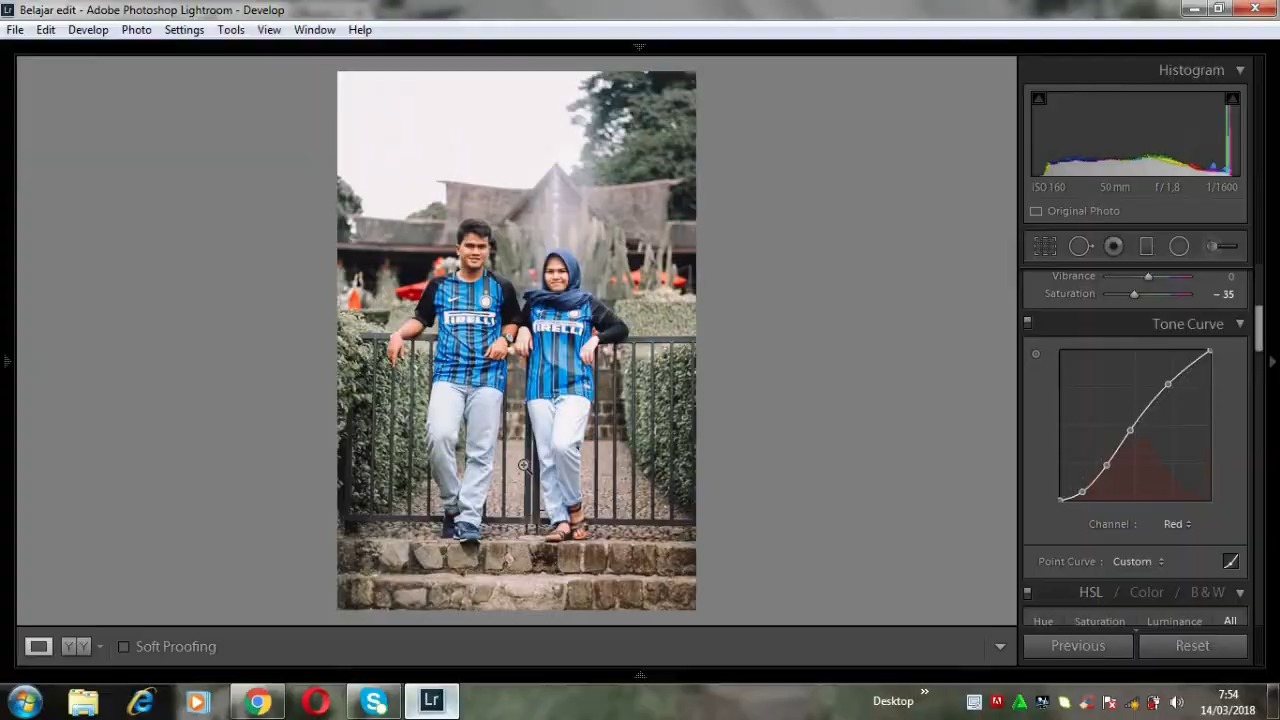 Belajar edit - Adobe Photoshop Lightroom - Develop
File Edit Develop Photo Settings Tools View Window Help
Histogram
ISO 160 50 mm f / 1,8 1/1600
Original Photo
Vibrance 0
Saturation – 35
Tone Curve
Channel : Red
Point Curve : Custom
HSL / Color / B & W
Hue Saturation Luminance All
Soft Proofing
Previous Reset
PIRELLI PIRELLI
Lr
Desktop
7:54
14/03/2018